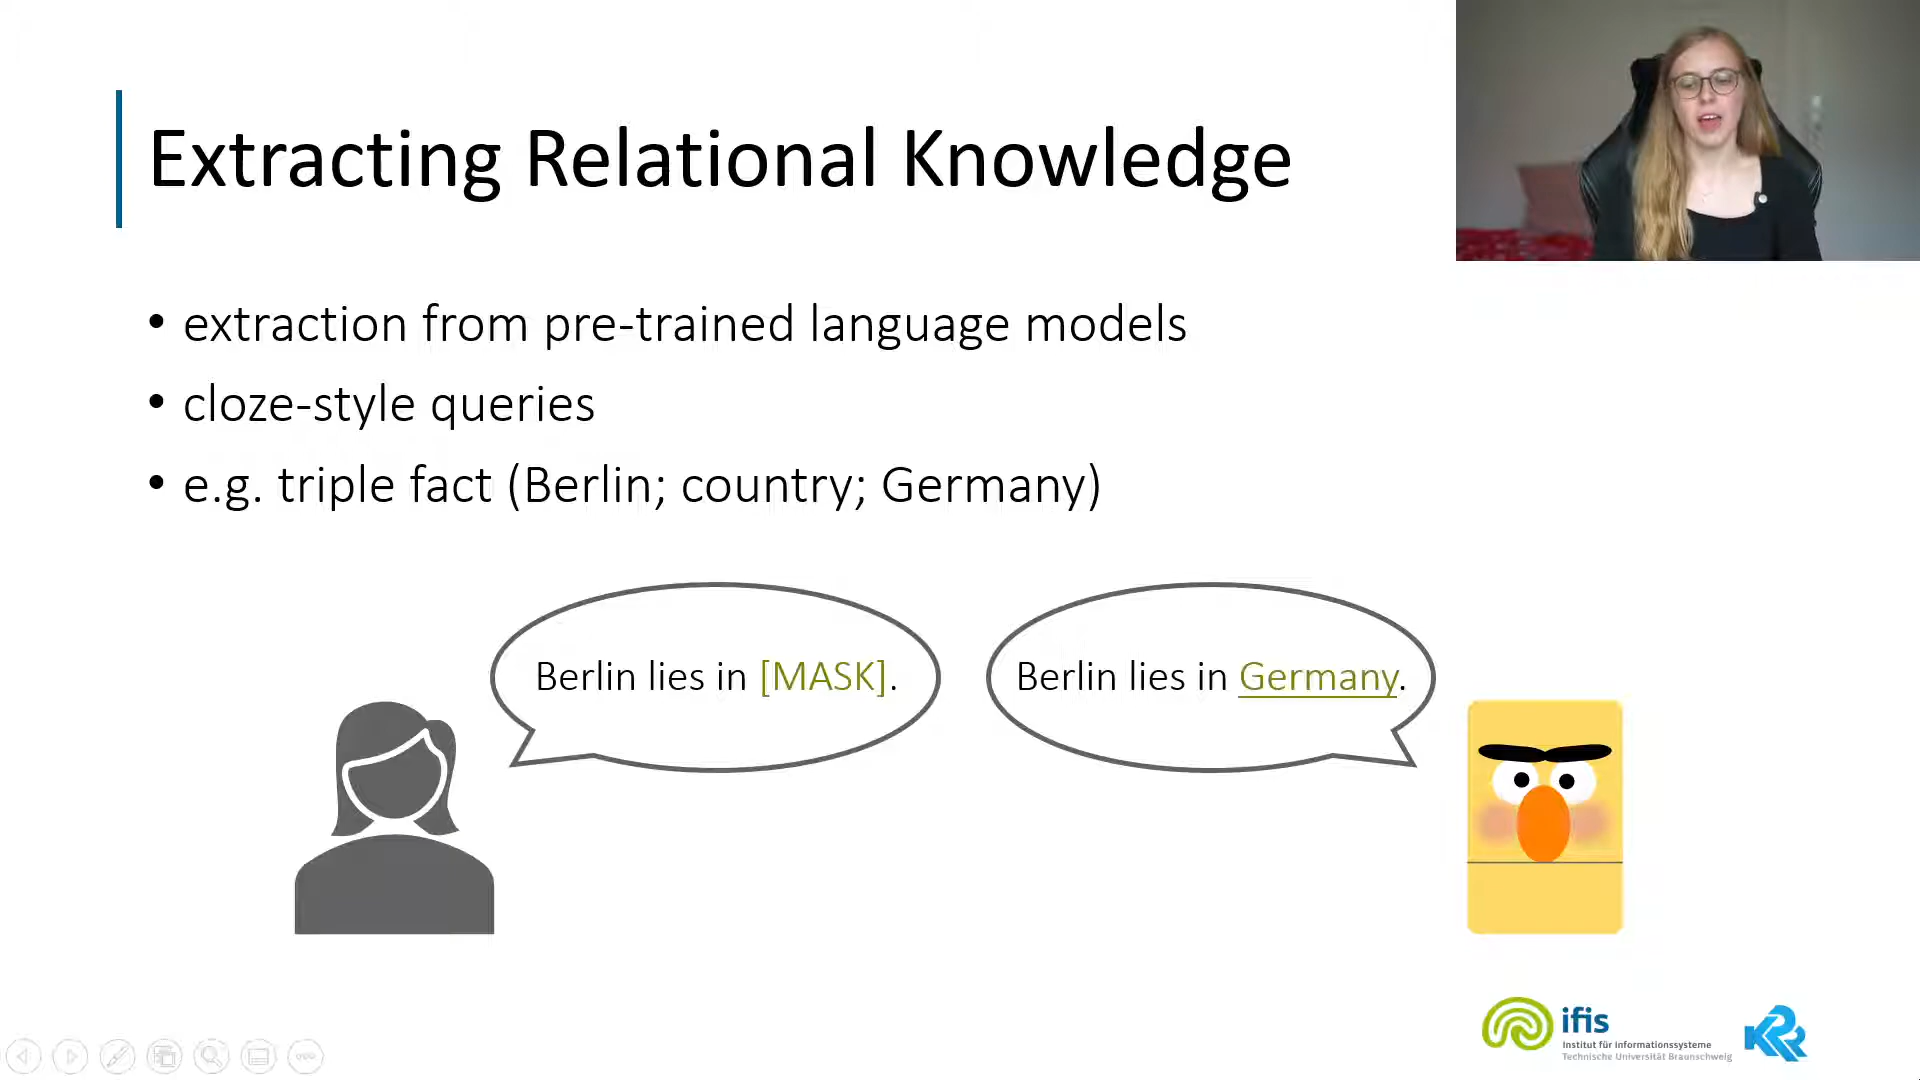 Extracting Relational Knowledge
• extraction from pre-trained language models
• cloze-style queries
• e.g. triple fact (Berlin; country; Germany)
Berlin lies in [MASK].
Berlin lies in Germany.
ifis
Institut für Informationssysteme
Technische Universität Braunschweig
KRR